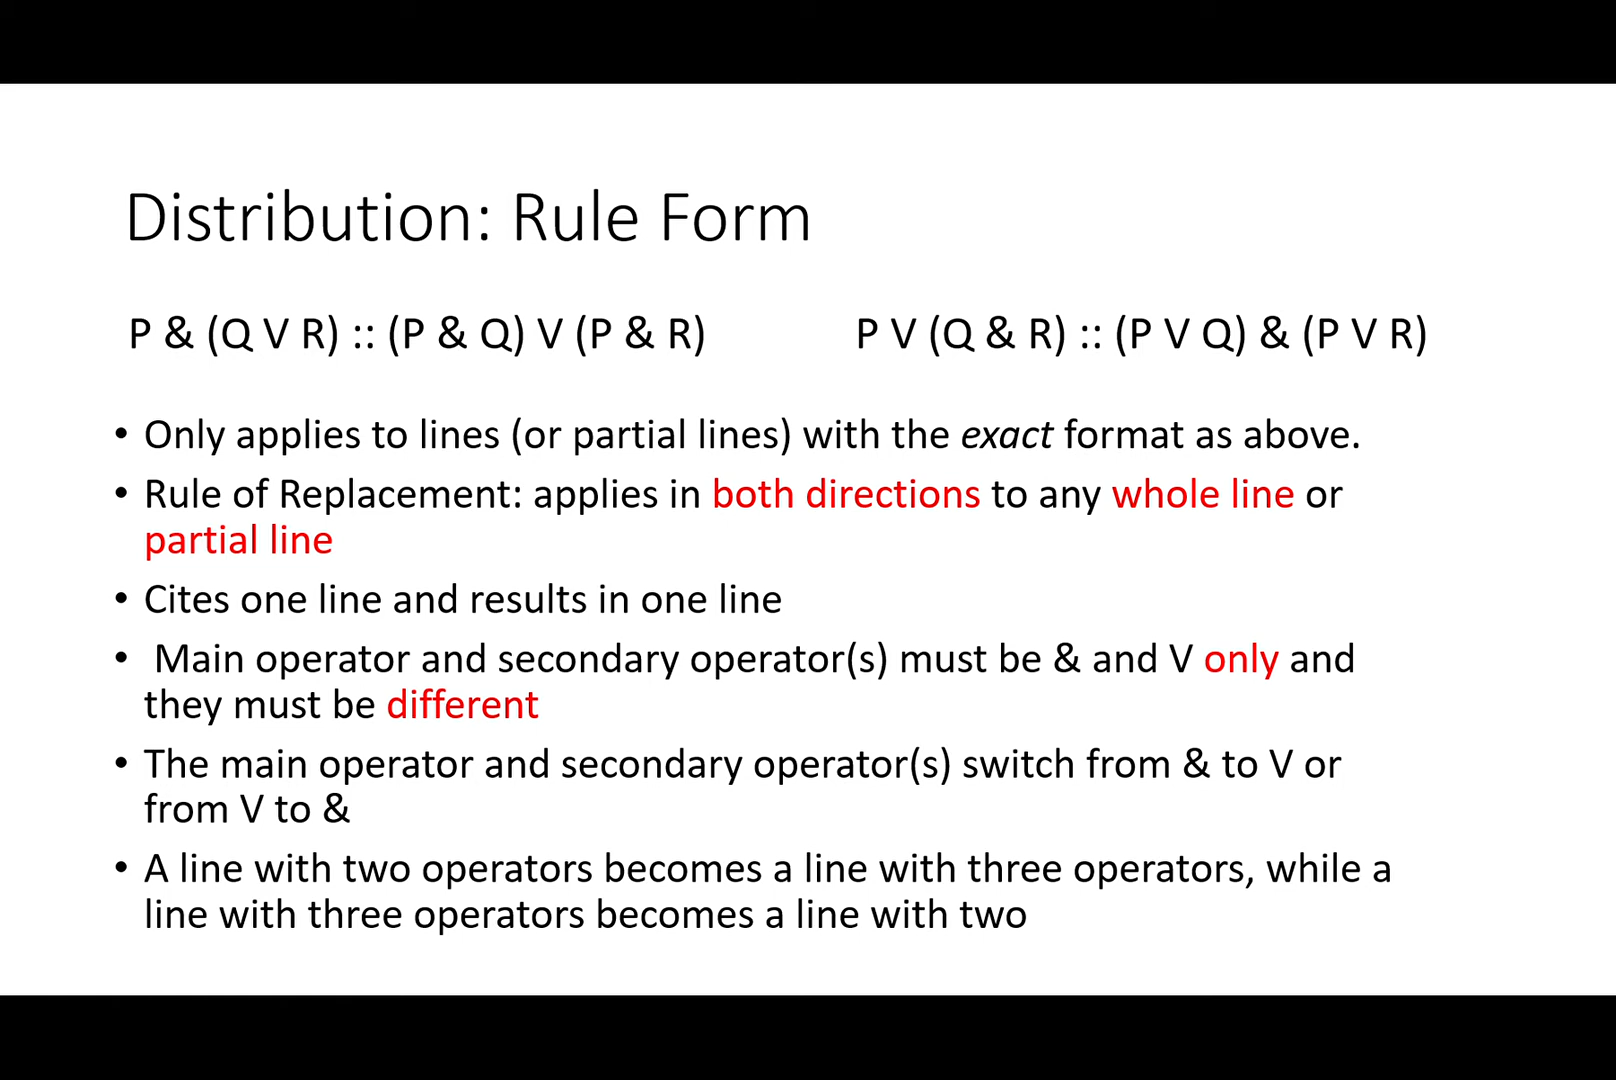 Distribution: Rule Form
P & (Q V R) :: (P & Q) V (P & R)
P V (Q & R) :: (P V Q) & (P V R)
• Only applies to lines (or partial lines) with the exact format as above.
• Rule of Replacement: applies in both directions to any whole line or
partial line
• Cites one line and results in one line
• Main operator and secondary operator(s) must be & and V only and
they must be different
• The main operator and secondary operator(s) switch from & to V or
from V to &
• A line with two operators becomes a line with three operators, while a
line with three operators becomes a line with two